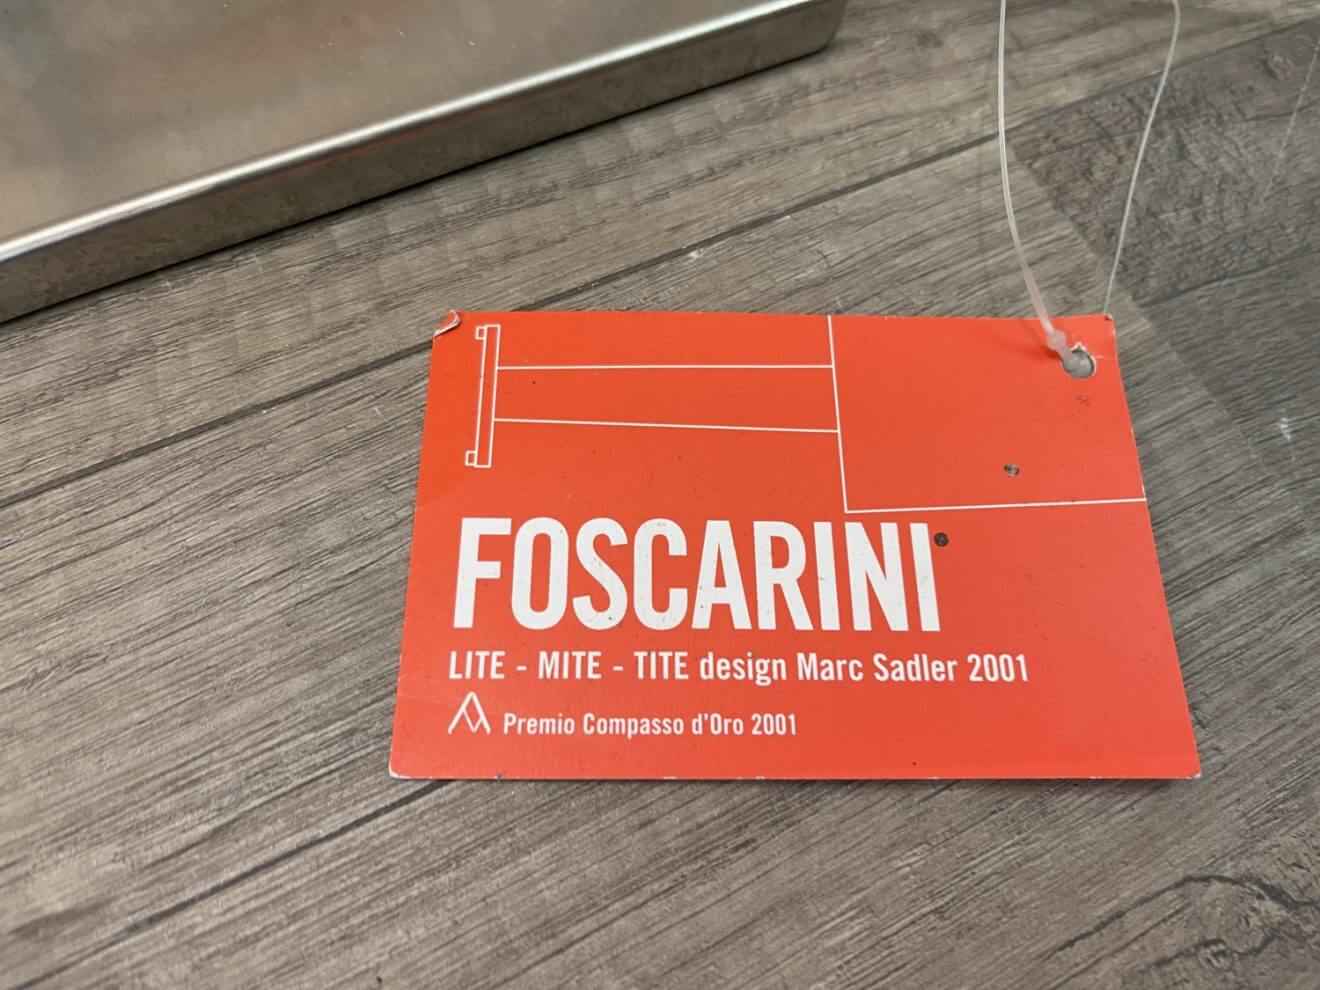 FOSCARINI
LITE - MITE - TITE design Marc Sadler 2001
Premio Compasso d'Oro 2001